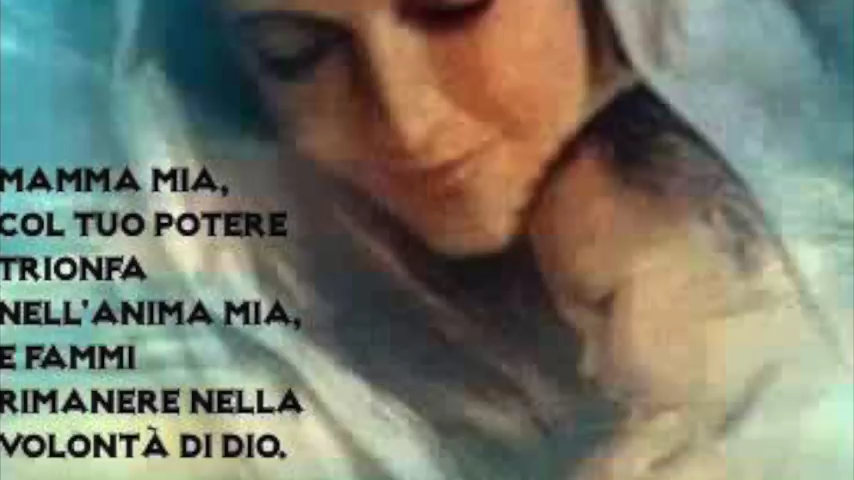 MAMMA MIA,
COL TUO POTERE
TRIONFA
NELL'ANIMA MIA,
E FAMMI
RIMANERE NELLA
VOLONTÀ DI DIO.